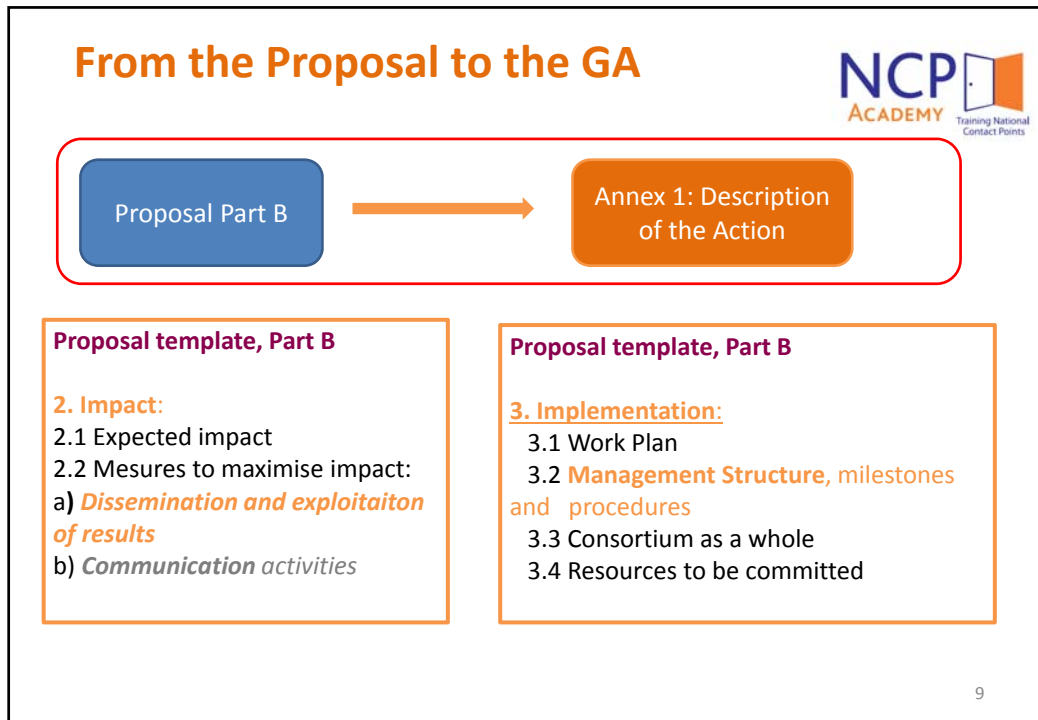 From the Proposal to the GA
NCP
ACADEMY
Training National
Contact Points
Proposal Part B
Annex 1: Description
of the Action
Proposal template, Part B
2. Impact:
2.1 Expected impact
2.2 Mesures to maximise impact:
a) Dissemination and exploitaiton
of results
b) Communication activities
Proposal template, Part B
3. Implementation:
3.1 Work Plan
3.2 Management Structure, milestones
and procedures
3.3 Consortium as a whole
3.4 Resources to be committed
9